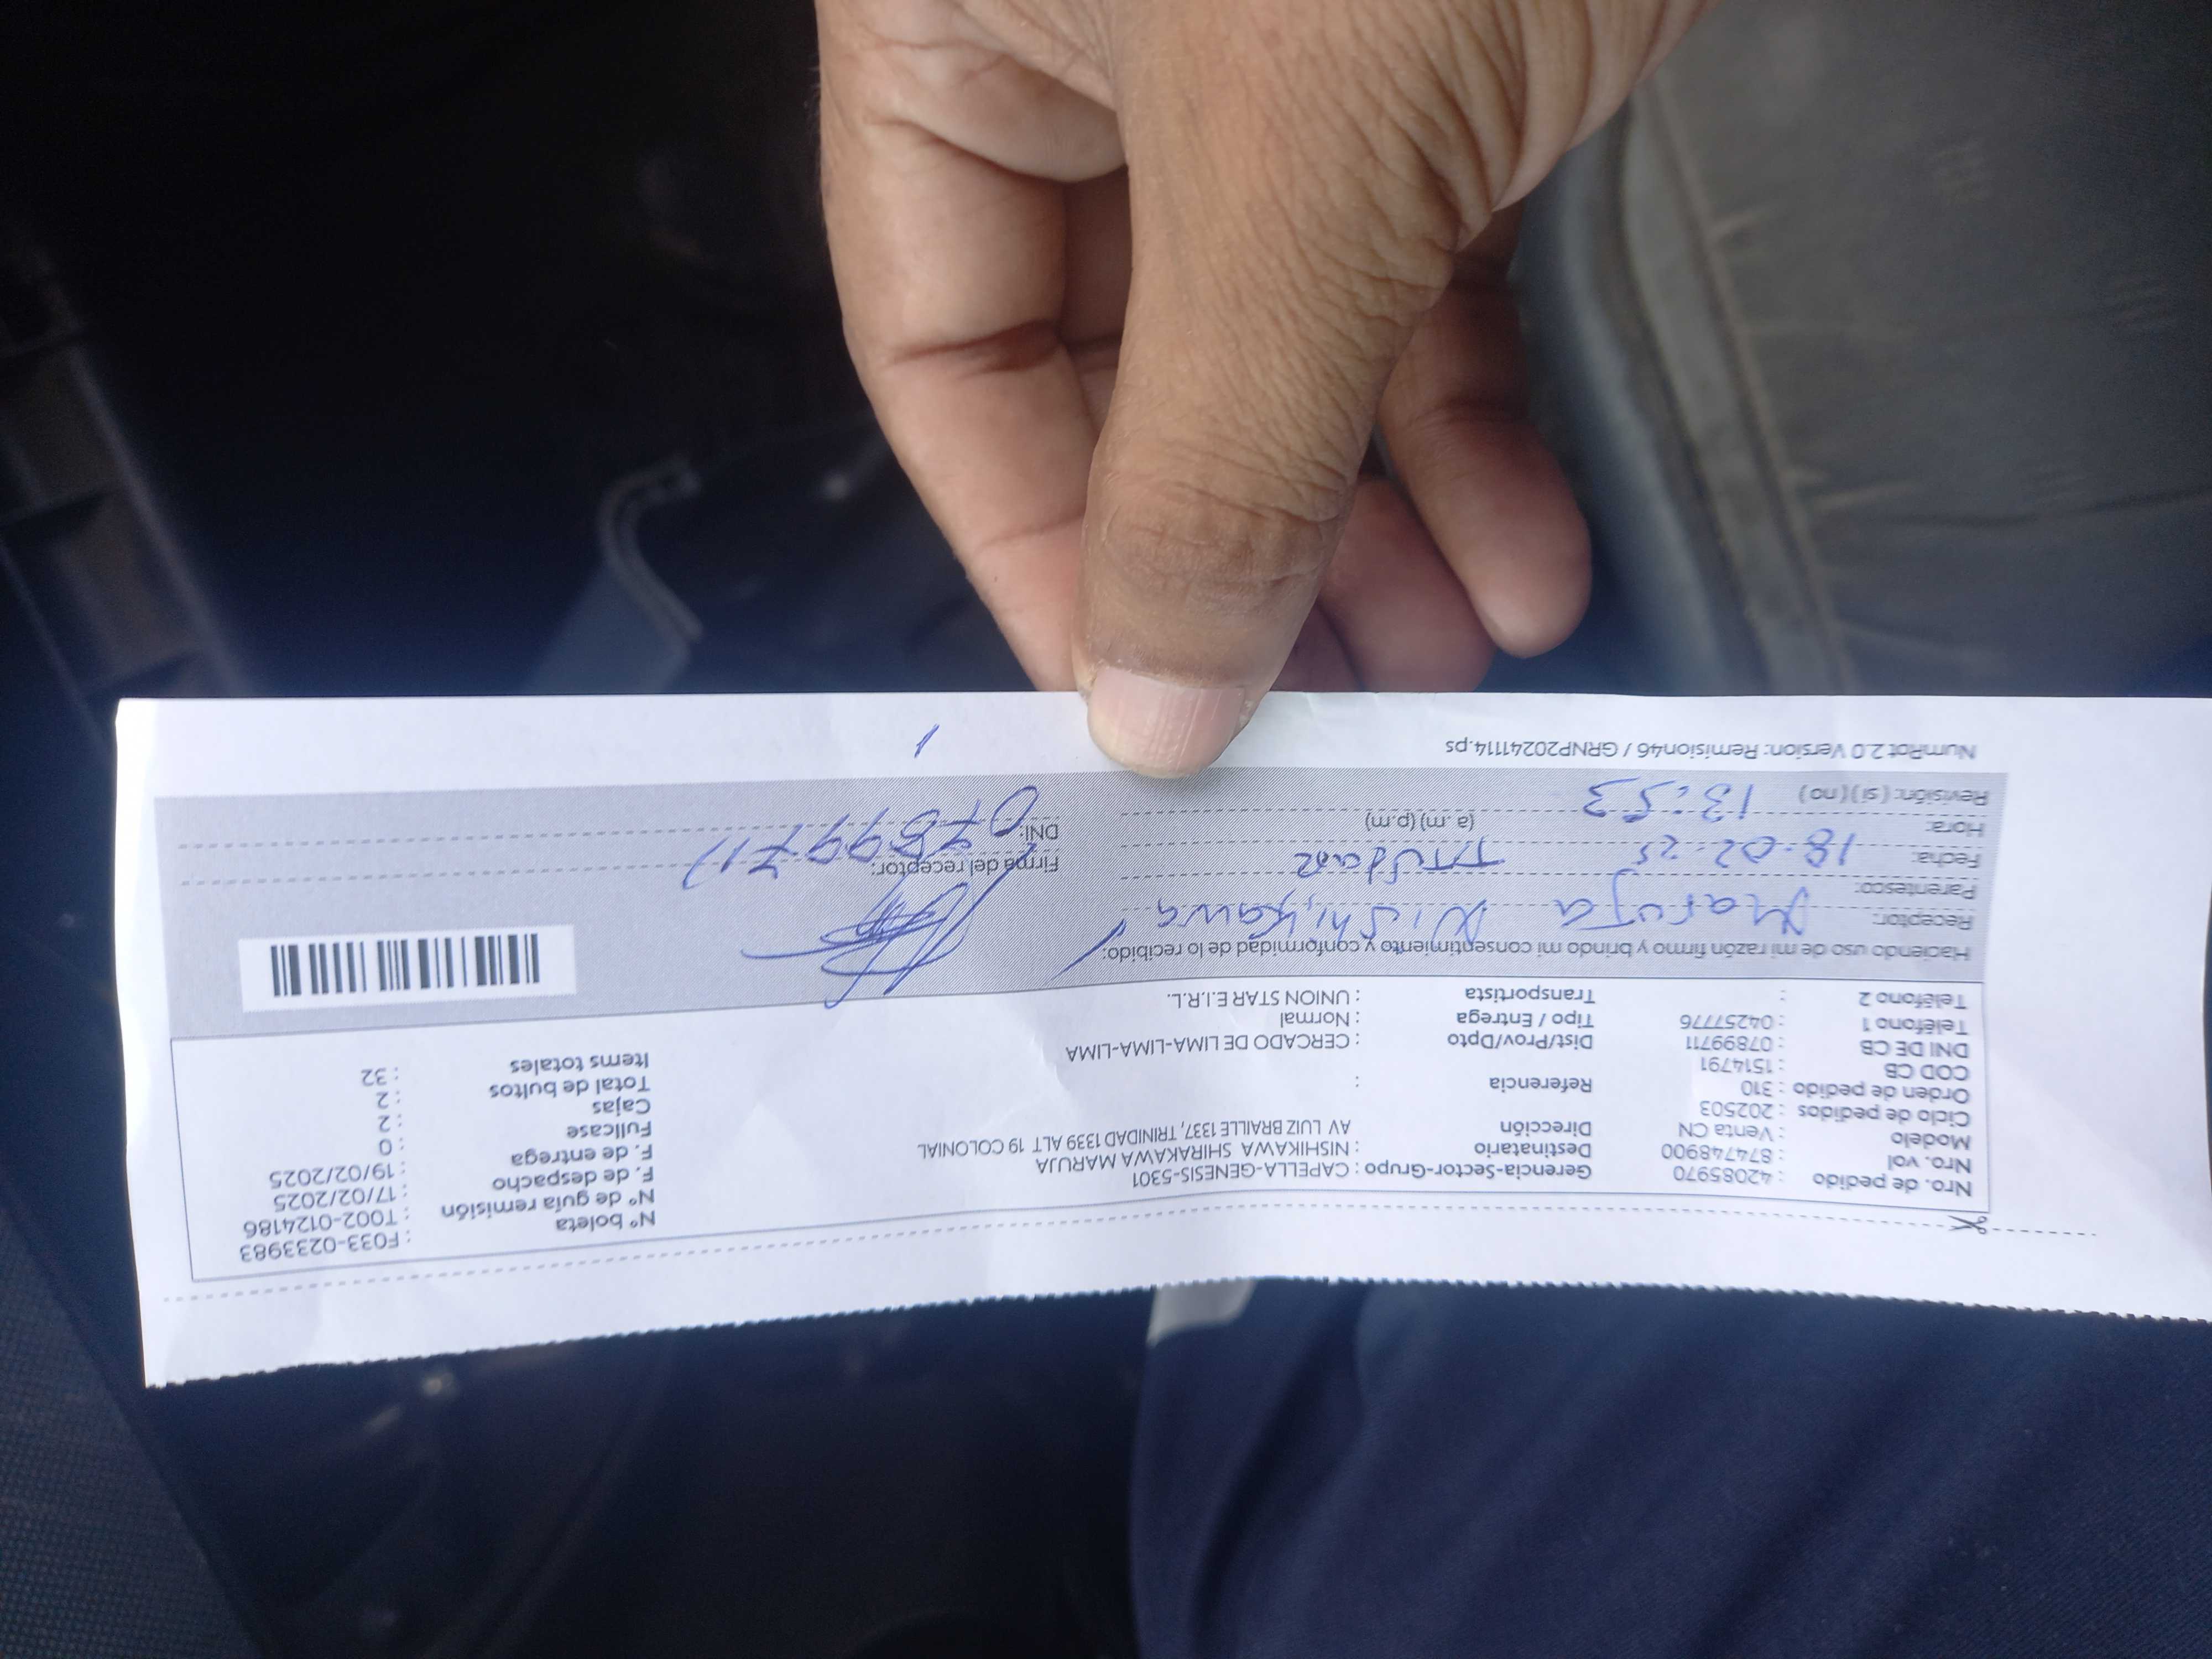 Nro. de pedido : 42085970 Gerencia-Sector-Grupo : CAPELLA-GENESIS-5301 N° boleta : F033-0233983
Nro. vol : 874748900 Destinatario : NISHIKAWA SHIRAKAWA MARUJA N° de guía remisión : T002-0124186
Modelo : Venta CN Dirección AV LUIZ BRAILLE 1337, TRINIDAD 1339 ALT 19 COLONIAL F. de despacho : 17/02/2025
Ciclo de pedidos : 202503 F. de entrega : 19/02/2025
Orden de pedido : 310 Referencia : Fullcase : 0
COD CB : 1514791 Cajas : 2
DNI DE CB : 07899711 Dist/Prov/Dpto : CERCADO DE LIMA-LIMA-LIMA Total de bultos : 2
Teléfono 1 : 04257776 Tipo / Entrega : Normal Items totales : 32
Teléfono 2 : Transportista : UNION STAR E.I.R.L.
Haciendo uso de mi razón firmo y brindo mi consentimiento y conformidad de lo recibido:
Receptor: Maruja Nishikawa
Parentesco: Titular
Fecha: 18-02-25 Firma del receptor:
Hora: 13:53 (a.m) (p.m) DNI: 07899711
Revisión: (si) (no)
NumRot 2.0 Version: Remision46 / GRNP20241114.ps